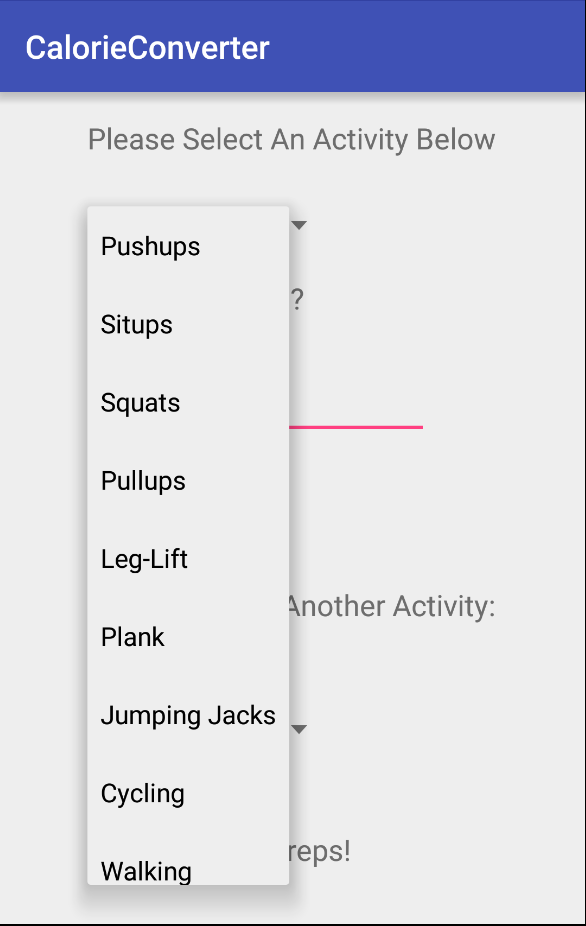 CalorieConverter
Please Select An Activity Below
Pushups
?
Situps
Squats
Pullups
Leg-Lift
Another Activity:
Plank
Jumping Jacks
Cycling
reps!
Walking